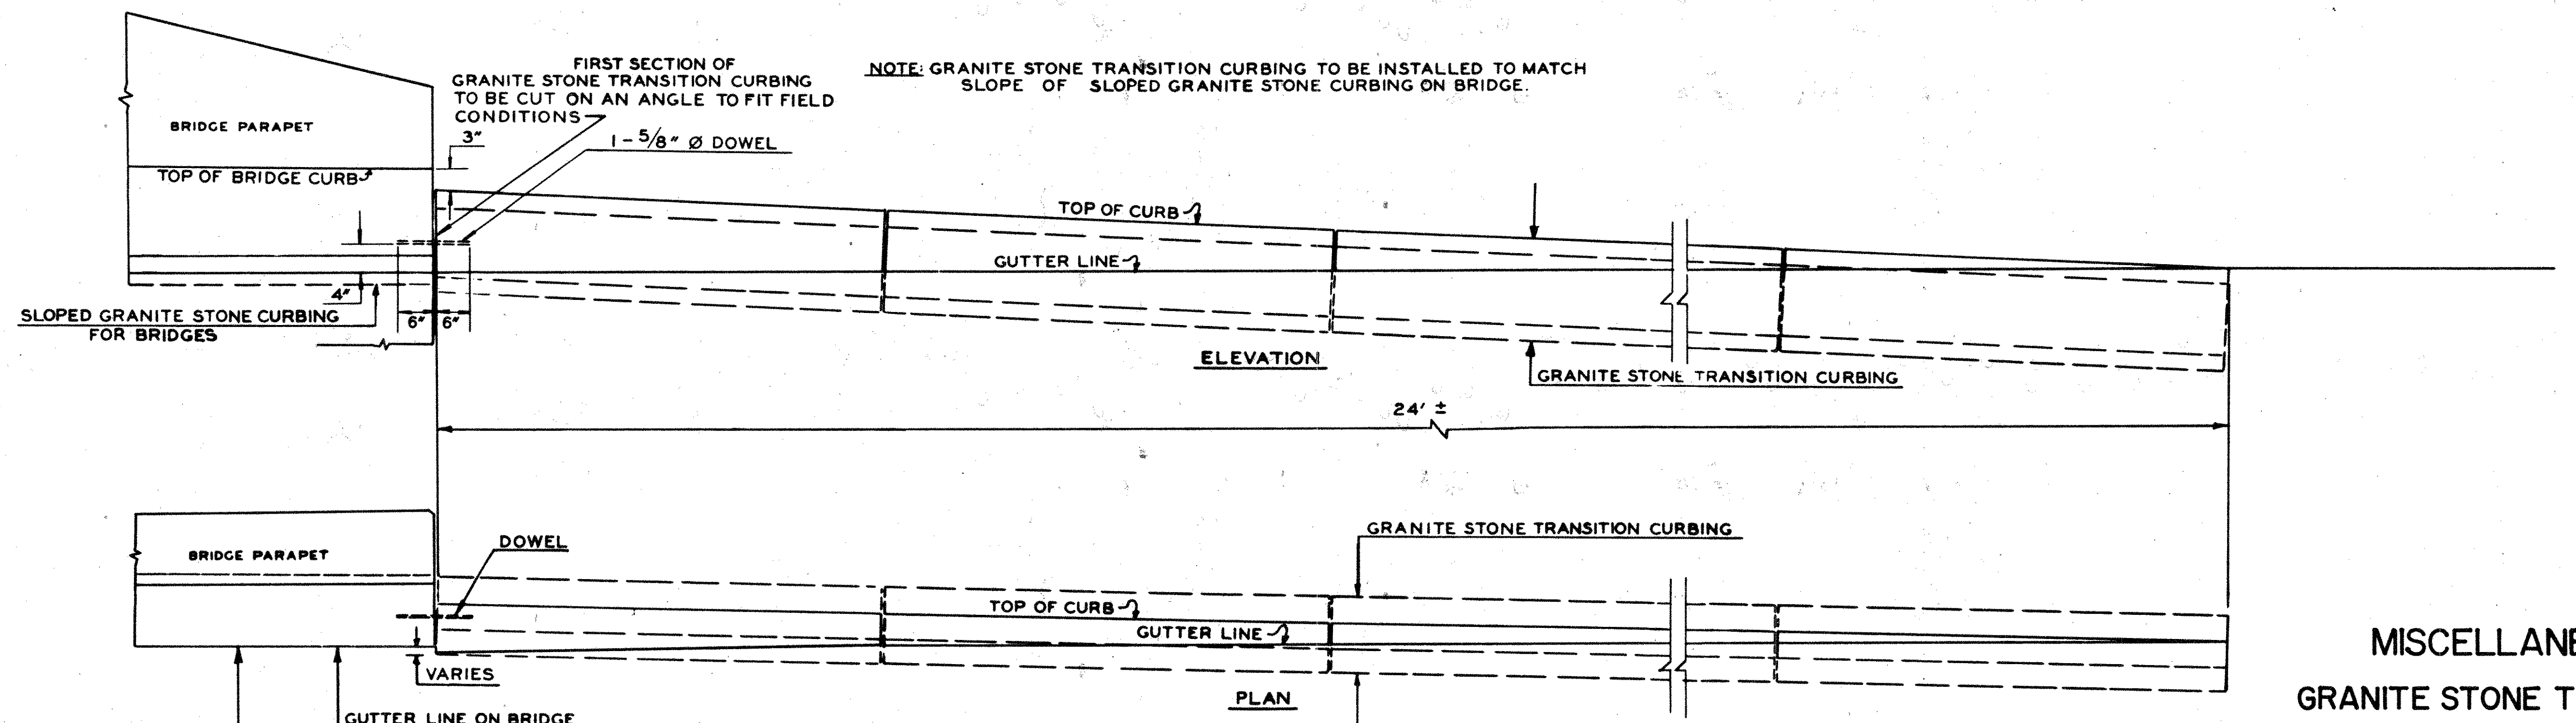 FIRST SECTION OF
GRANITE STONE TRANSITION CURBING
TO BE CUT ON AN ANGLE TO FIT FIELD
CONDITIONS
NOTE: GRANITE STONE TRANSITION CURBING TO BE INSTALLED TO MATCH
SLOPE OF SLOPED GRANITE STONE CURBING ON BRIDGE.
BRIDGE PARAPET
3"
1-5/8" Ø DOWEL
TOP OF BRIDGE CURB
TOP OF CURB
GUTTER LINE
4"
SLOPED GRANITE STONE CURBING
FOR BRIDGES
6" 6"
ELEVATION
GRANITE STONE TRANSITION CURBING
24' ±
GRANITE STONE TRANSITION CURBING
DOWEL
BRIDGE PARAPET
TOP OF CURB
GUTTER LINE
VARIES
PLAN
GUTTER LINE ON BRIDGE
MISCELLANE
GRANITE STONE T